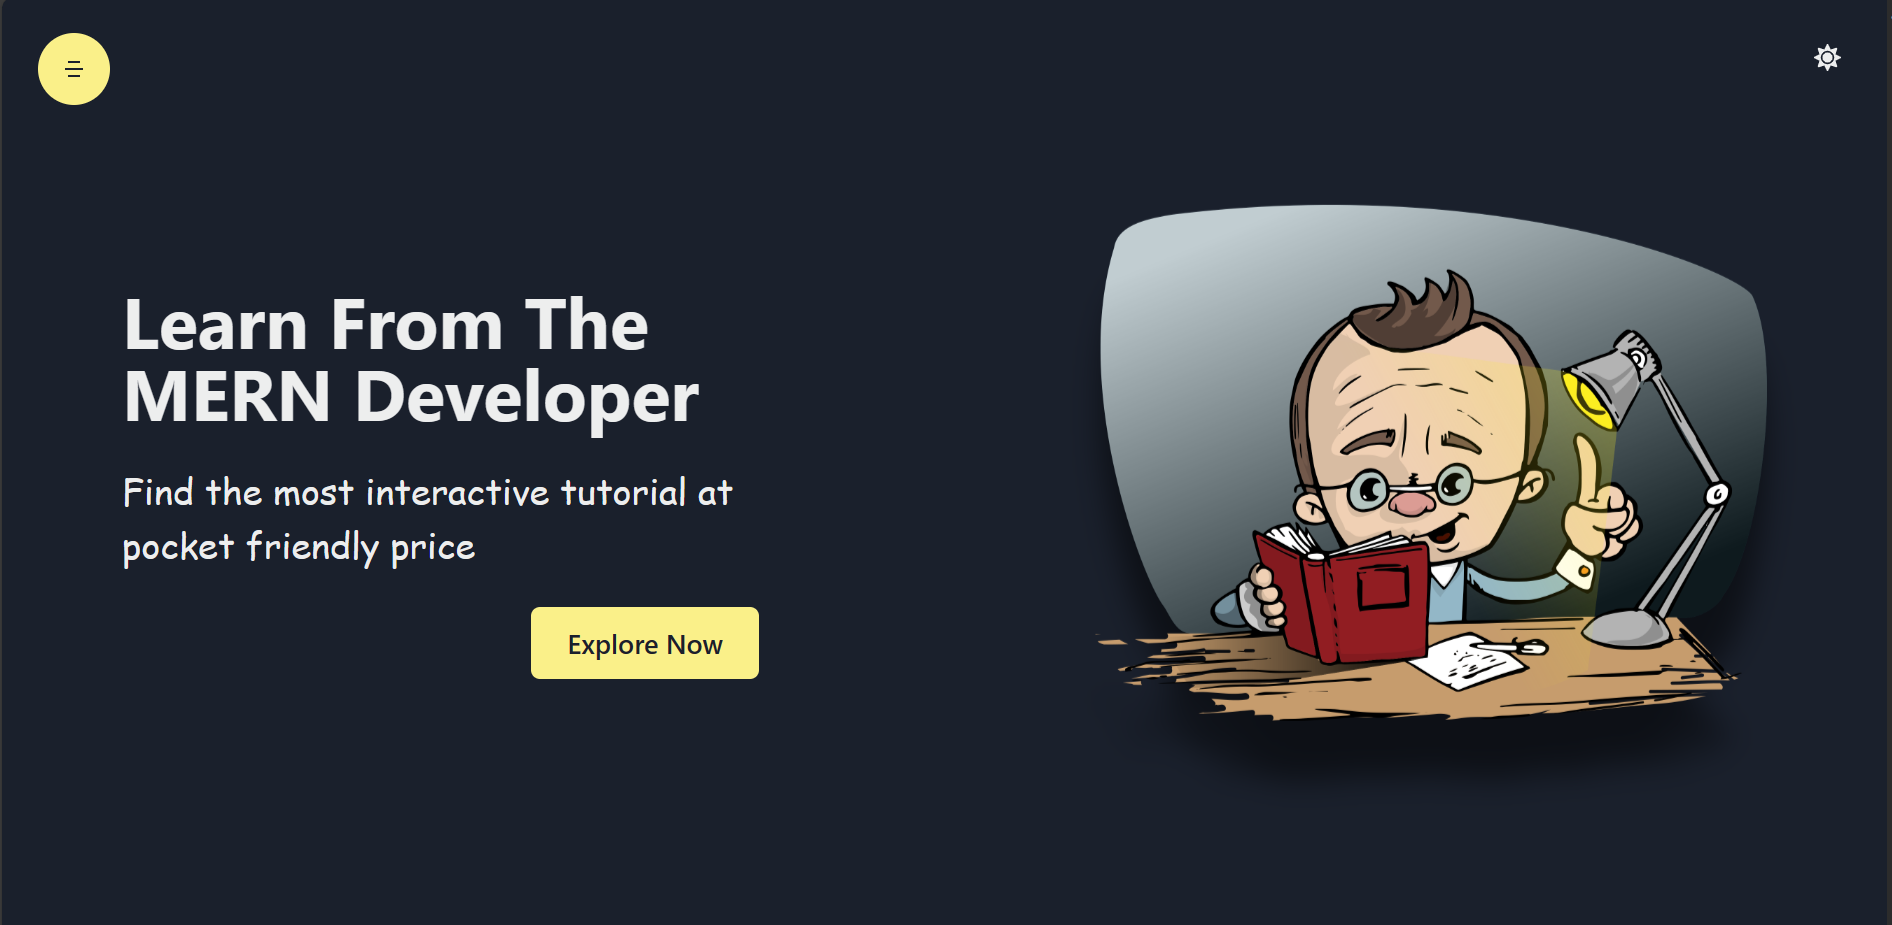 Learn From The
MERN Developer
Find the most interactive tutorial at
pocket friendly price
Explore Now